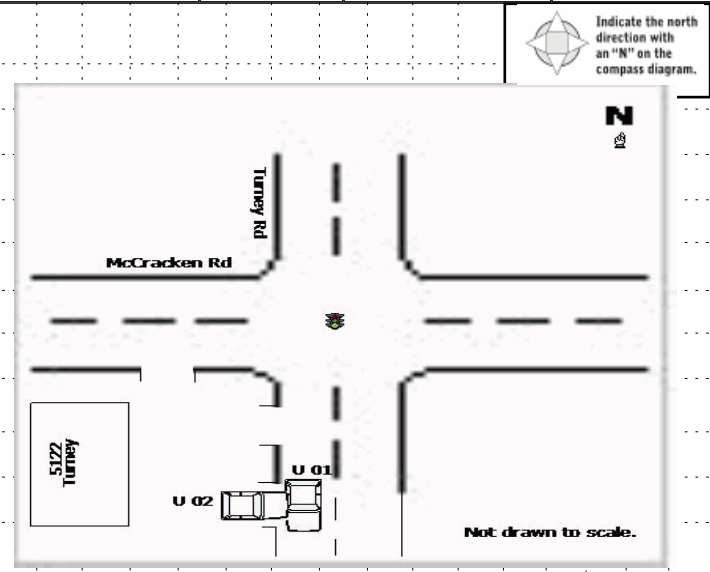 Indicate the north
direction with
an “N” on the
compass diagram.
N
Turney Rd
McCracken Rd
5122
Turney
U 01
U 02
Not drawn to scale.